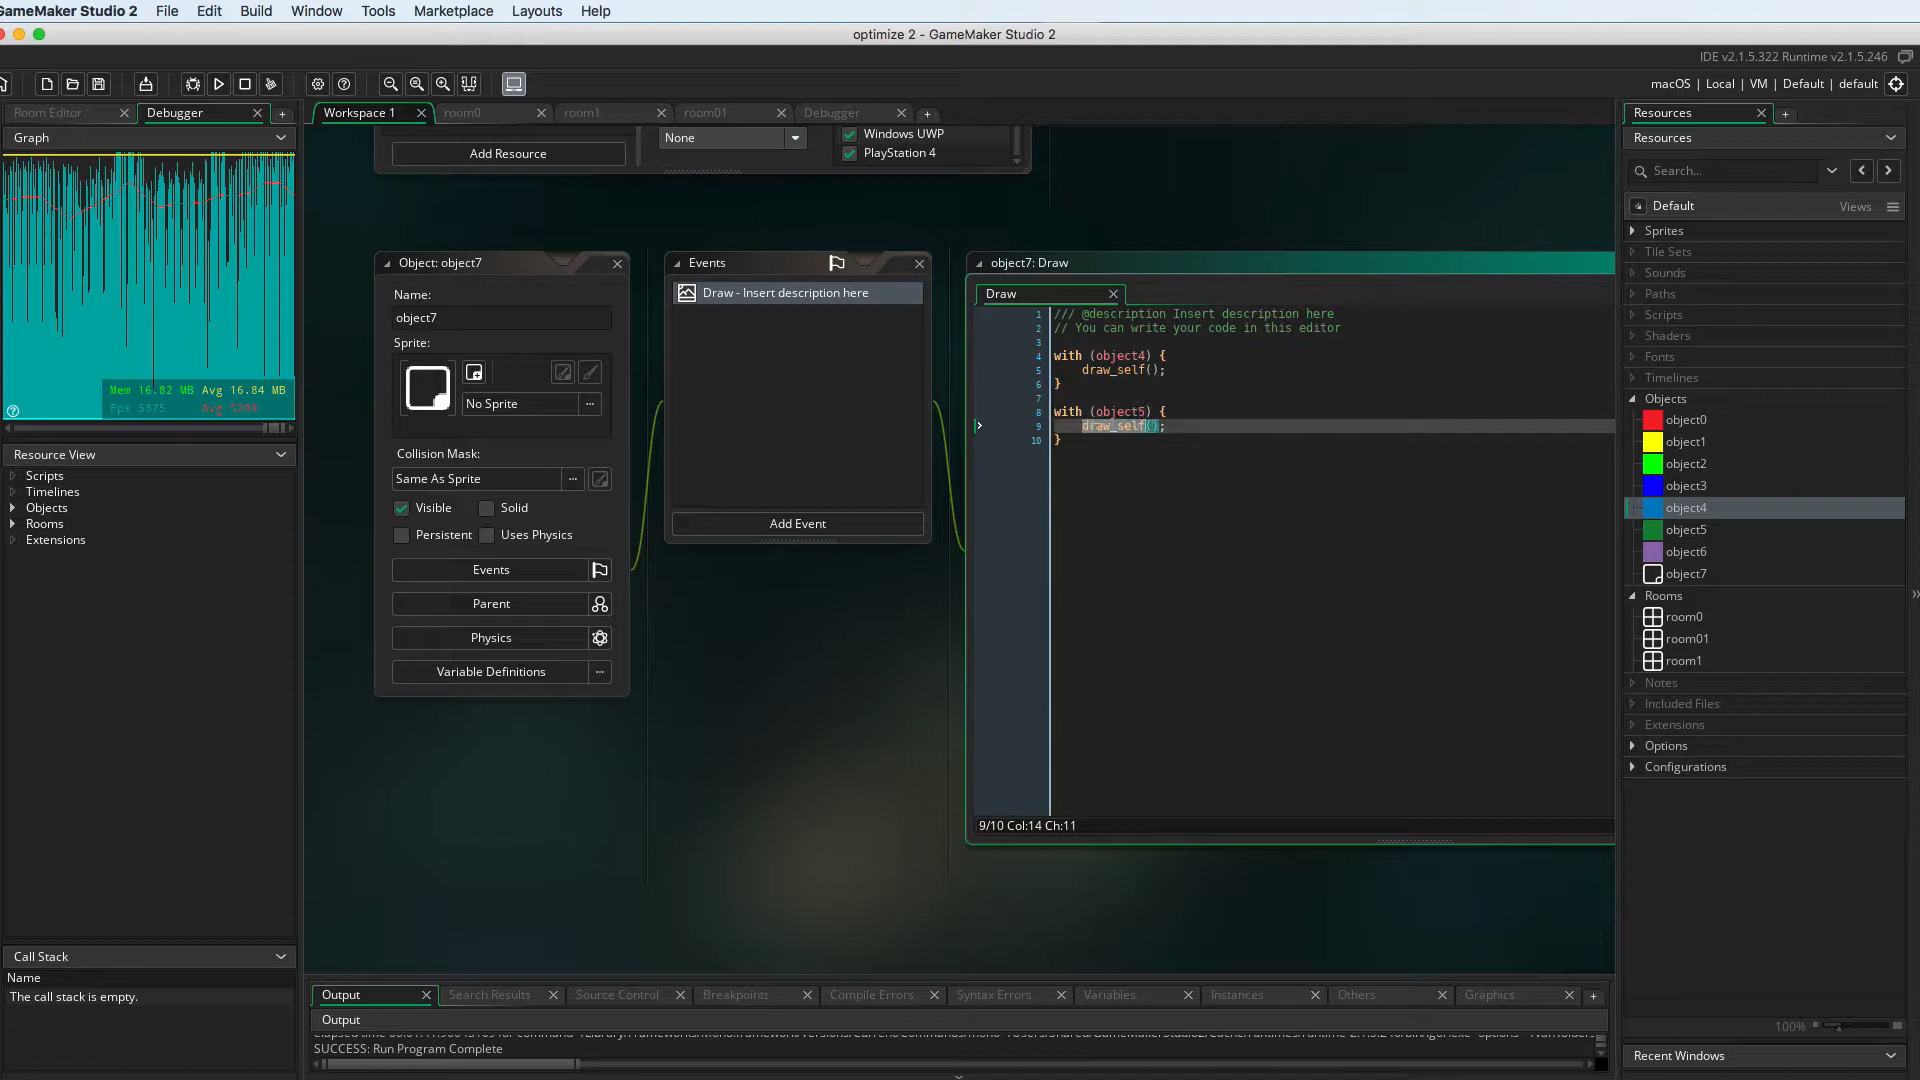 GameMaker Studio 2 File Edit Build Window Tools Marketplace Layouts Help
optimize 2 - GameMaker Studio 2
IDE v2.1.5.322 Runtime v2.1.5.246
macOS | Local | VM | Default | default
Room Editor
Debugger
Graph
Mem 16.82 MB Avg 16.84 MB
Fps 5375
Resource View
Scripts
Timelines
Objects
Rooms
Extensions
Call Stack
Name
The call stack is empty.
Workspace 1 room0 room1 room01 Debugger
Add Resource
None
Windows UWP
PlayStation 4
Object: object7
Name:
object7
Sprite:
No Sprite
Collision Mask:
Same As Sprite
Visible Solid
Persistent Uses Physics
Events
Parent
Physics
Variable Definitions
Events
Draw - Insert description here
Add Event
object7: Draw
Draw
1 /// @description Insert description here
2 // You can write your code in this editor
3
4 with (object4) {
5 draw_self();
6 }
7
8 with (object5) {
9 draw_self();
10 }
9/10 Col:14 Ch:11
Output Search Results Source Control Breakpoints Compile Errors Syntax Errors Variables Instances Others Graphics
Output
SUCCESS: Run Program Complete
Resources
Resources
Search...
Default Views
Sprites
Tile Sets
Sounds
Paths
Scripts
Shaders
Fonts
Timelines
Objects
object0
object1
object2
object3
object4
object5
object6
object7
Rooms
room0
room01
room1
Notes
Included Files
Extensions
Options
Configurations
100%
Recent Windows